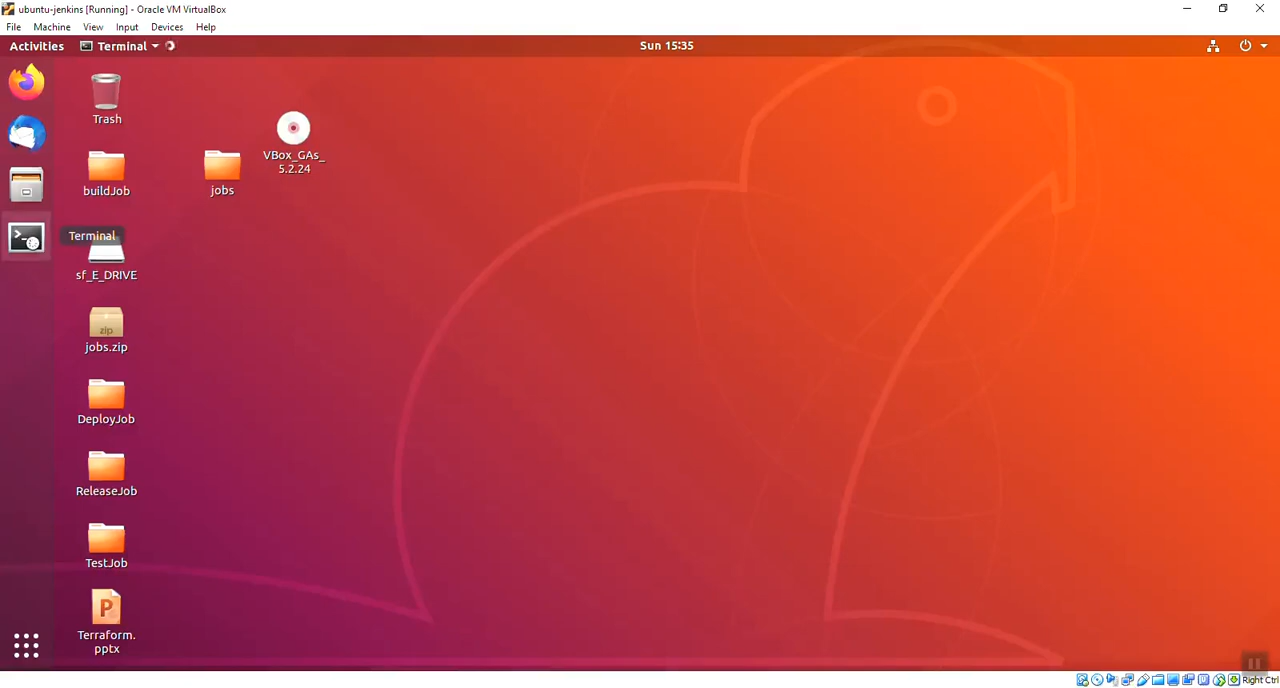 ubuntu-jenkins [Running] - Oracle VM VirtualBox
File Machine View Input Devices Help
Activities Terminal Sun 15:35
Trash
VBox_GAs_
5.2.24
buildJob
jobs
Terminal
sf_E_DRIVE
zip
jobs.zip
DeployJob
ReleaseJob
TestJob
P
Terraform.
pptx
Right Ctrl